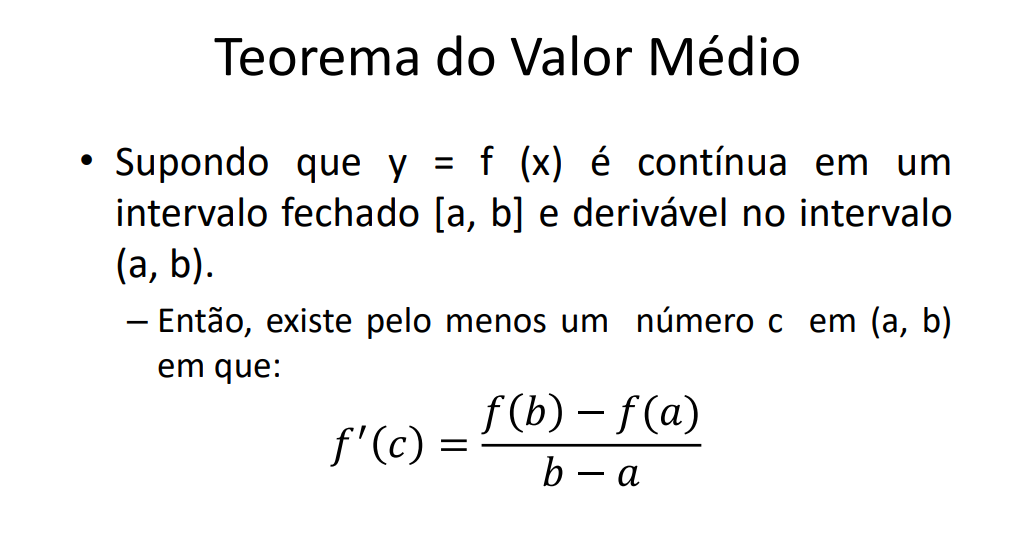 Teorema do Valor Médio
• Supondo que y = f (x) é contínua em um
intervalo fechado [a, b] e derivável no intervalo
(a, b).
– Então, existe pelo menos um número c em (a, b)
em que:
f′(c) = \frac{f(b) − f(a)}{b − a}